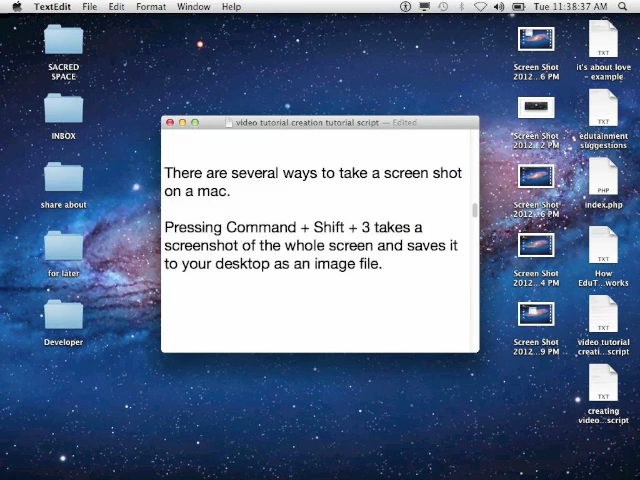 TextEdit File Edit Format Window Help Tue 11:38:37 AM
SACRED
SPACE
INBOX
share about
for later
Developer
video tutorial creation tutorial script — Edited
There are several ways to take a screen shot
on a mac.
Pressing Command + Shift + 3 takes a
screenshot of the whole screen and saves it
to your desktop as an image file.
Screen Shot
2012...6 PM
Screen Shot
2012...2 PM
Screen Shot
2012...6 PM
Screen Shot
2012...4 PM
Screen Shot
2012...9 PM
TXT
it's about love
- example
TXT
edutainment
suggestions
PHP
index.php
TXT
How
EduT...works
TXT
video tutorial
creati...script
TXT
creating
video...script